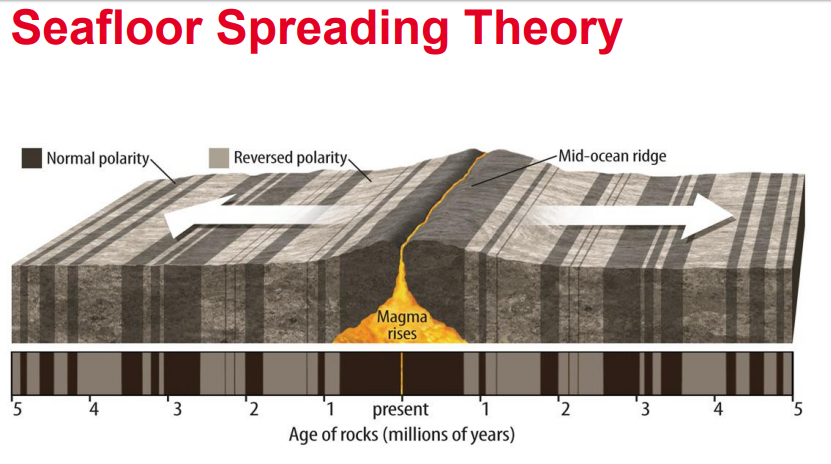 Seafloor Spreading Theory
Normal polarity
Reversed polarity
Mid-ocean ridge
Magma
rises
5 4 3 2 1 present 1 2 3 4 5
Age of rocks (millions of years)